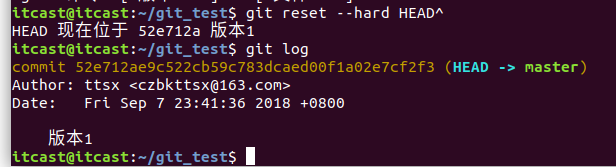 itcast@itcast:~/git_test$ git reset --hard HEAD^
HEAD 现在位于 52e712a 版本1
itcast@itcast:~/git_test$ git log
commit 52e712ae9c522cb59c783dcaed00f1a02e7cf2f3 (HEAD -> master)
Author: ttsx <czbkttsx@163.com>
Date:   Fri Sep 7 23:41:36 2018 +0800
版本1
itcast@itcast:~/git_test$